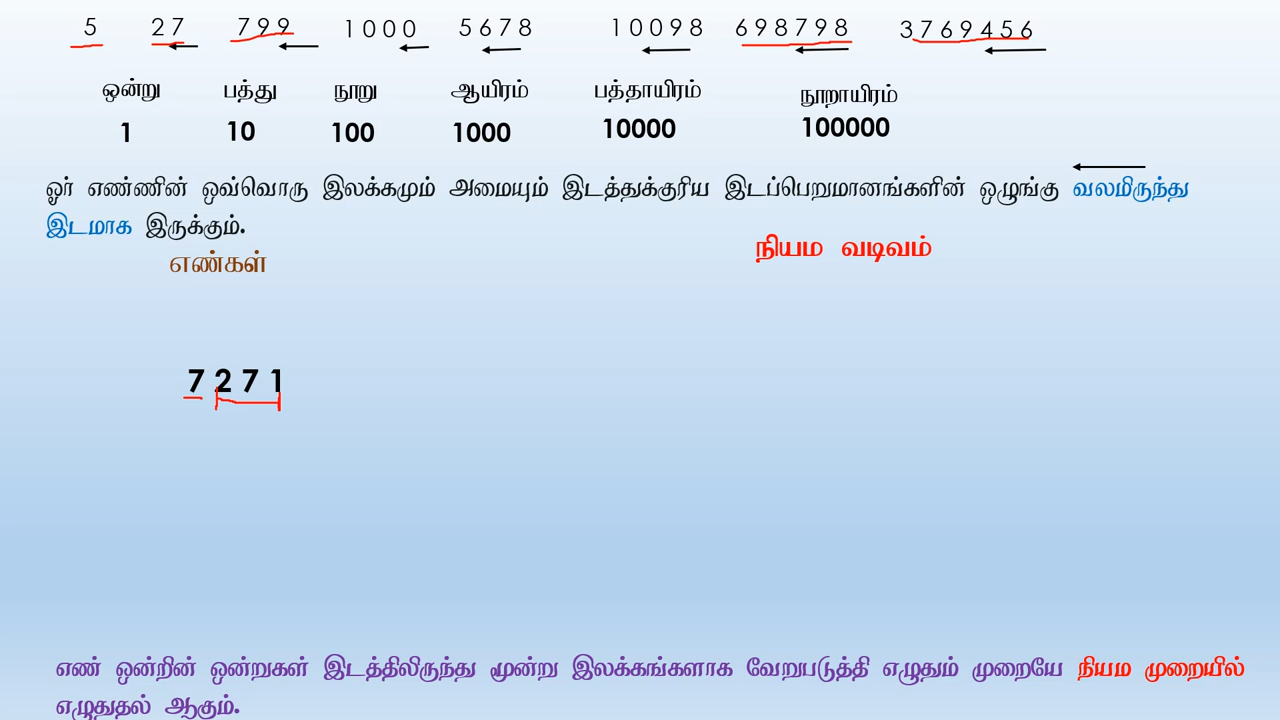 5 27 799 1000 5678 10098 698798 3769456
ஒன்று பத்து நூறு ஆயிரம் பத்தாயிரம் நூறாயிரம்
1 10 100 1000 10000 100000
ஓர் எண்ணின் ஒவ்வொரு இலக்கமும் அமையும் இடத்துக்குரிய இடப்பெறுமானங்களின் ஒழுங்கு வலமிருந்து
இடமாக இருக்கும்.
எண்கள் நியம வடிவம்
7 2 7 1
எண் ஒன்றின் ஒன்றுகள் இடத்திலிருந்து மூன்று இலக்கங்களாக வேறுபடுத்தி எழுதும் முறையே நியம முறையில்
எழுதுதல் ஆகும்.